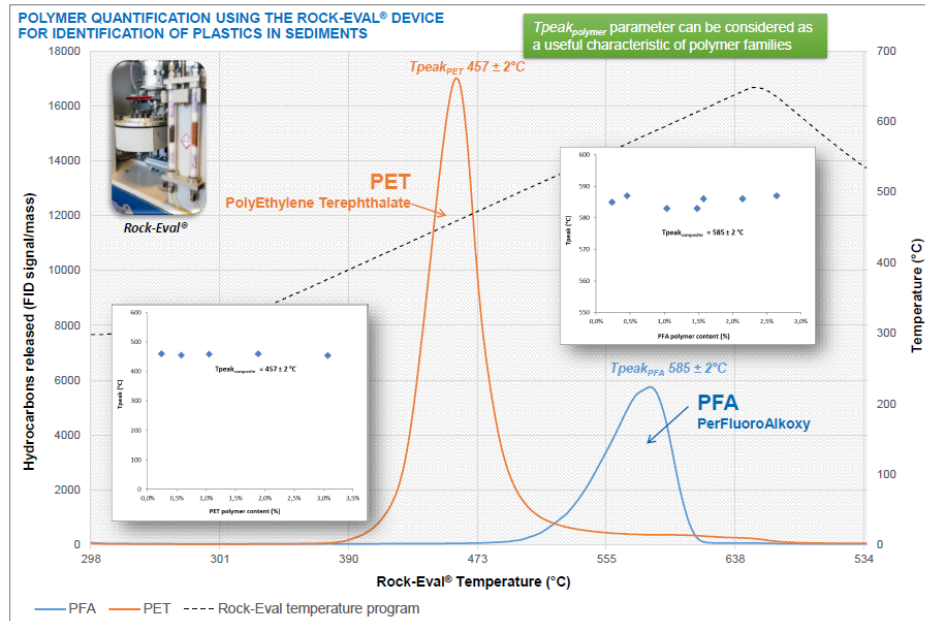 POLYMER QUANTIFICATION USING THE ROCK-EVAL® DEVICE
FOR IDENTIFICATION OF PLASTICS IN SEDIMENTS
Tpeakpolymer parameter can be considered as
a useful characteristic of polymer families
18000
16000
14000
12000
10000
8000
6000
4000
2000
0
Hydrocarbons released (FID signal/mass)
700
600
500
400
300
200
100
0
Temperature (°C)
Rock-Eval®
TpeakPET 457 ± 2°C
PET
PolyEthylene Terephthalate
600
590
580
570
560
550
Tpeak (°C)
Tpeakcomposite = 585 ± 2 °C
0,0% 0,5% 1,0% 1,5% 2,0% 2,5% 3,0%
PFA polymer content (%)
600
500
400
300
200
100
0
Tpeak (°C)
Tpeakcomposite = 457 ± 2 °C
0,0% 0,5% 1,0% 1,5% 2,0% 2,5% 3,0% 3,5%
PET polymer content (%)
TpeakPFA 585 ± 2°C
PFA
PerFluoroAlkoxy
298 301 390 473 555 638 534
Rock-Eval® Temperature (°C)
PFA PET Rock-Eval temperature program